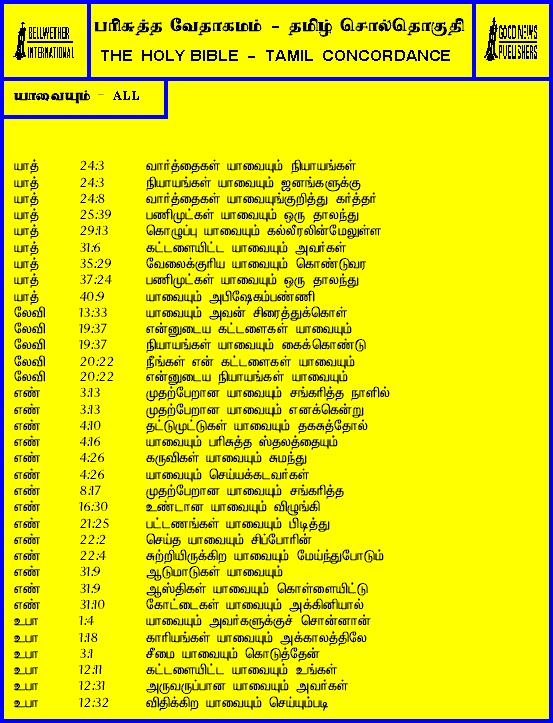 BELLWETHER INTERNATIONAL
பரிசுத்த வேதாகமம் - தமிழ் சொல்தொகுதி
THE HOLY BIBLE - TAMIL CONCORDANCE
GOOD NEWS PUBLISHERS
யாவையும் - ALL
யாத் 24:3 வார்த்தைகள் யாவையும் நியாயங்கள்
யாத் 24:3 நியாயங்கள் யாவையும் ஜனங்களுக்கு
யாத் 24:8 வார்த்தைகள் யாவையுங்குறித்து கர்த்தர்
யாத் 25:39 பணிமுட்கள் யாவையும் ஒரு தாலந்து
யாத் 29:13 கொழுப்பு யாவையும் கல்லீரலின்மேலுள்ள
யாத் 31:6 கட்டளையிட்ட யாவையும் அவர்கள்
யாத் 35:29 வேலைக்குரிய யாவையும் கொண்டுவர
யாத் 37:24 பணிமுட்கள் யாவையும் ஒரு தாலந்து
யாத் 40:9 யாவையும் அபிஷேகம்பண்ணி
லேவி 13:33 யாவையும் அவன் சிரைத்துக்கொள்
லேவி 19:37 என்னுடைய கட்டளைகள் யாவையும்
லேவி 19:37 நியாயங்கள் யாவையும் கைக்கொண்டு
லேவி 20:22 நீங்கள் என் கட்டளைகள் யாவையும்
லேவி 20:22 என்னுடைய நியாயங்கள் யாவையும்
எண் 3:13 முதற்பேறான யாவையும் சங்கரித்த நாளில்
எண் 3:13 முதற்பேறான யாவையும் எனக்கென்று
எண் 4:10 தட்டுமுட்டுகள் யாவையும் தகசுத்தோல்
எண் 4:16 யாவையும் பரிசுத்த ஸ்தலத்தையும்
எண் 4:26 கருவிகள் யாவையும் சுமந்து
எண் 4:26 யாவையும் செய்யக்கடவர்கள்
எண் 8:17 முதற்பேறான யாவையும் சங்கரித்த
எண் 16:30 உண்டான யாவையும் விழுங்கி
எண் 21:25 பட்டணங்கள் யாவையும் பிடித்து
எண் 22:2 செய்த யாவையும் சிப்போரின்
எண் 22:4 சுற்றியிருக்கிற யாவையும் மேய்ந்துபோடும்
எண் 31:9 ஆடுமாடுகள் யாவையும்
எண் 31:9 ஆஸ்திகள் யாவையும் கொள்ளையிட்டு
எண் 31:10 கோட்டைகள் யாவையும் அக்கினியால்
உபா 1:4 யாவையும் அவர்களுக்குச் சொன்னான்
உபா 1:18 காரியங்கள் யாவையும் அக்காலத்திலே
உபா 3:1 சீமை யாவையும் கொடுத்தேன்
உபா 12:11 கட்டளையிட்ட யாவையும் உங்கள்
உபா 12:31 அருவருப்பான யாவையும் அவர்கள்
உபா 12:32 விதிக்கிற யாவையும் செய்யும்படி